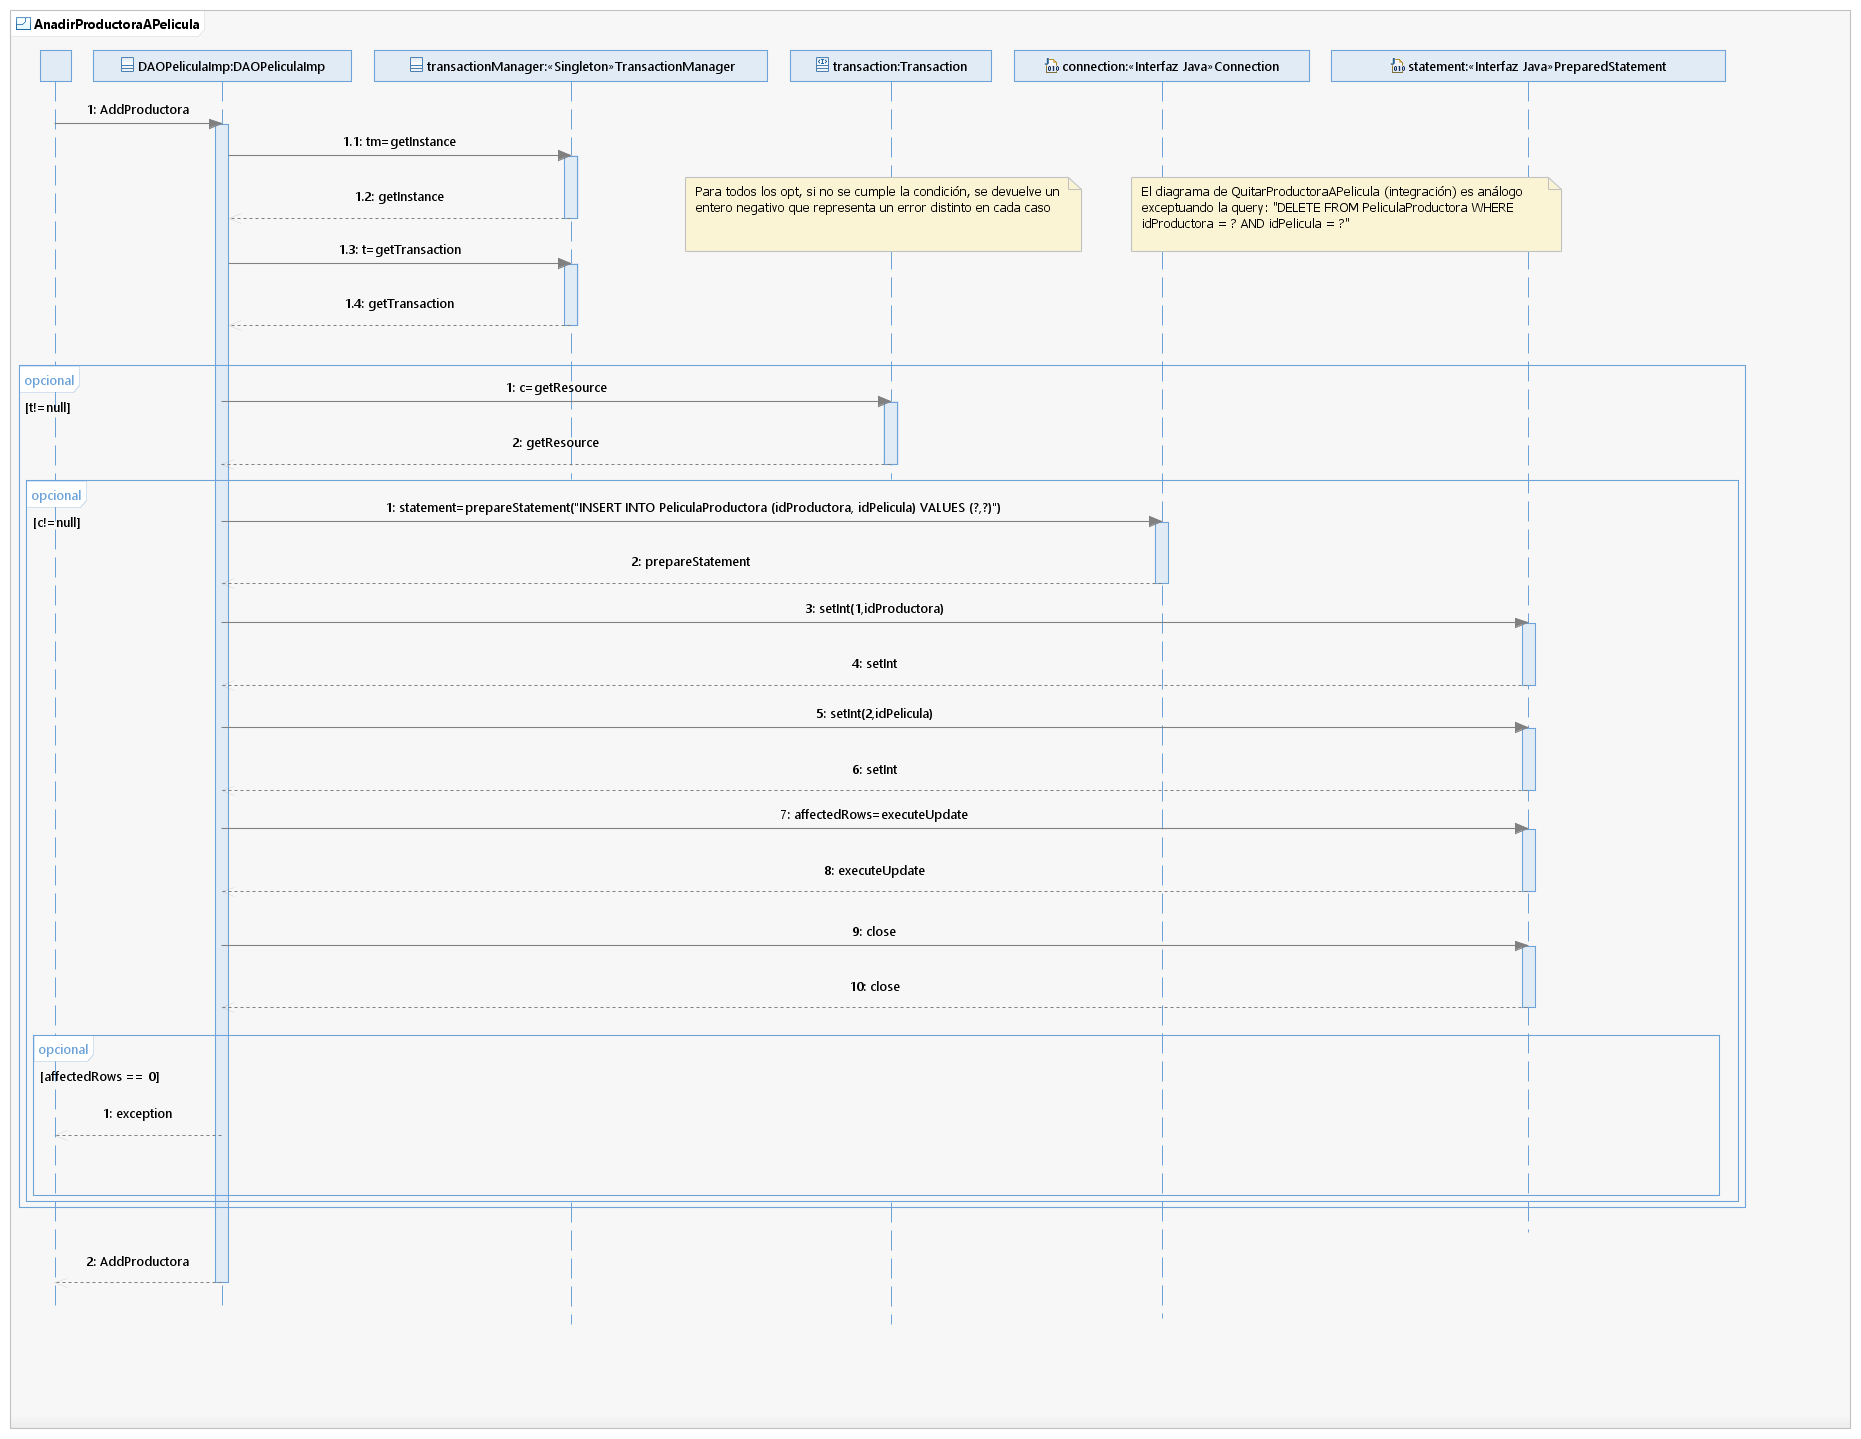 AnadirProductoraAPelicula
DAOPeliculaImp:DAOPeliculaImp
transactionManager:«Singleton»TransactionManager
transaction:Transaction
connection:«Interfaz Java»Connection
statement:«Interfaz Java»PreparedStatement
1: AddProductora
1.1: tm=getInstance
1.2: getInstance
Para todos los opt, si no se cumple la condición, se devuelve un
entero negativo que representa un error distinto en cada caso
El diagrama de QuitarProductoraAPelicula (integración) es análogo
exceptuando la query: "DELETE FROM PeliculaProductora WHERE
idProductora = ? AND idPelicula = ?"
1.3: t=getTransaction
1.4: getTransaction
opcional
[t!=null]
1: c=getResource
2: getResource
opcional
[c!=null]
1: statement=prepareStatement("INSERT INTO PeliculaProductora (idProductora, idPelicula) VALUES (?,?)")
2: prepareStatement
3: setInt(1,idProductora)
4: setInt
5: setInt(2,idPelicula)
6: setInt
7: affectedRows=executeUpdate
8: executeUpdate
9: close
10: close
opcional
[affectedRows == 0]
1: exception
2: AddProductora